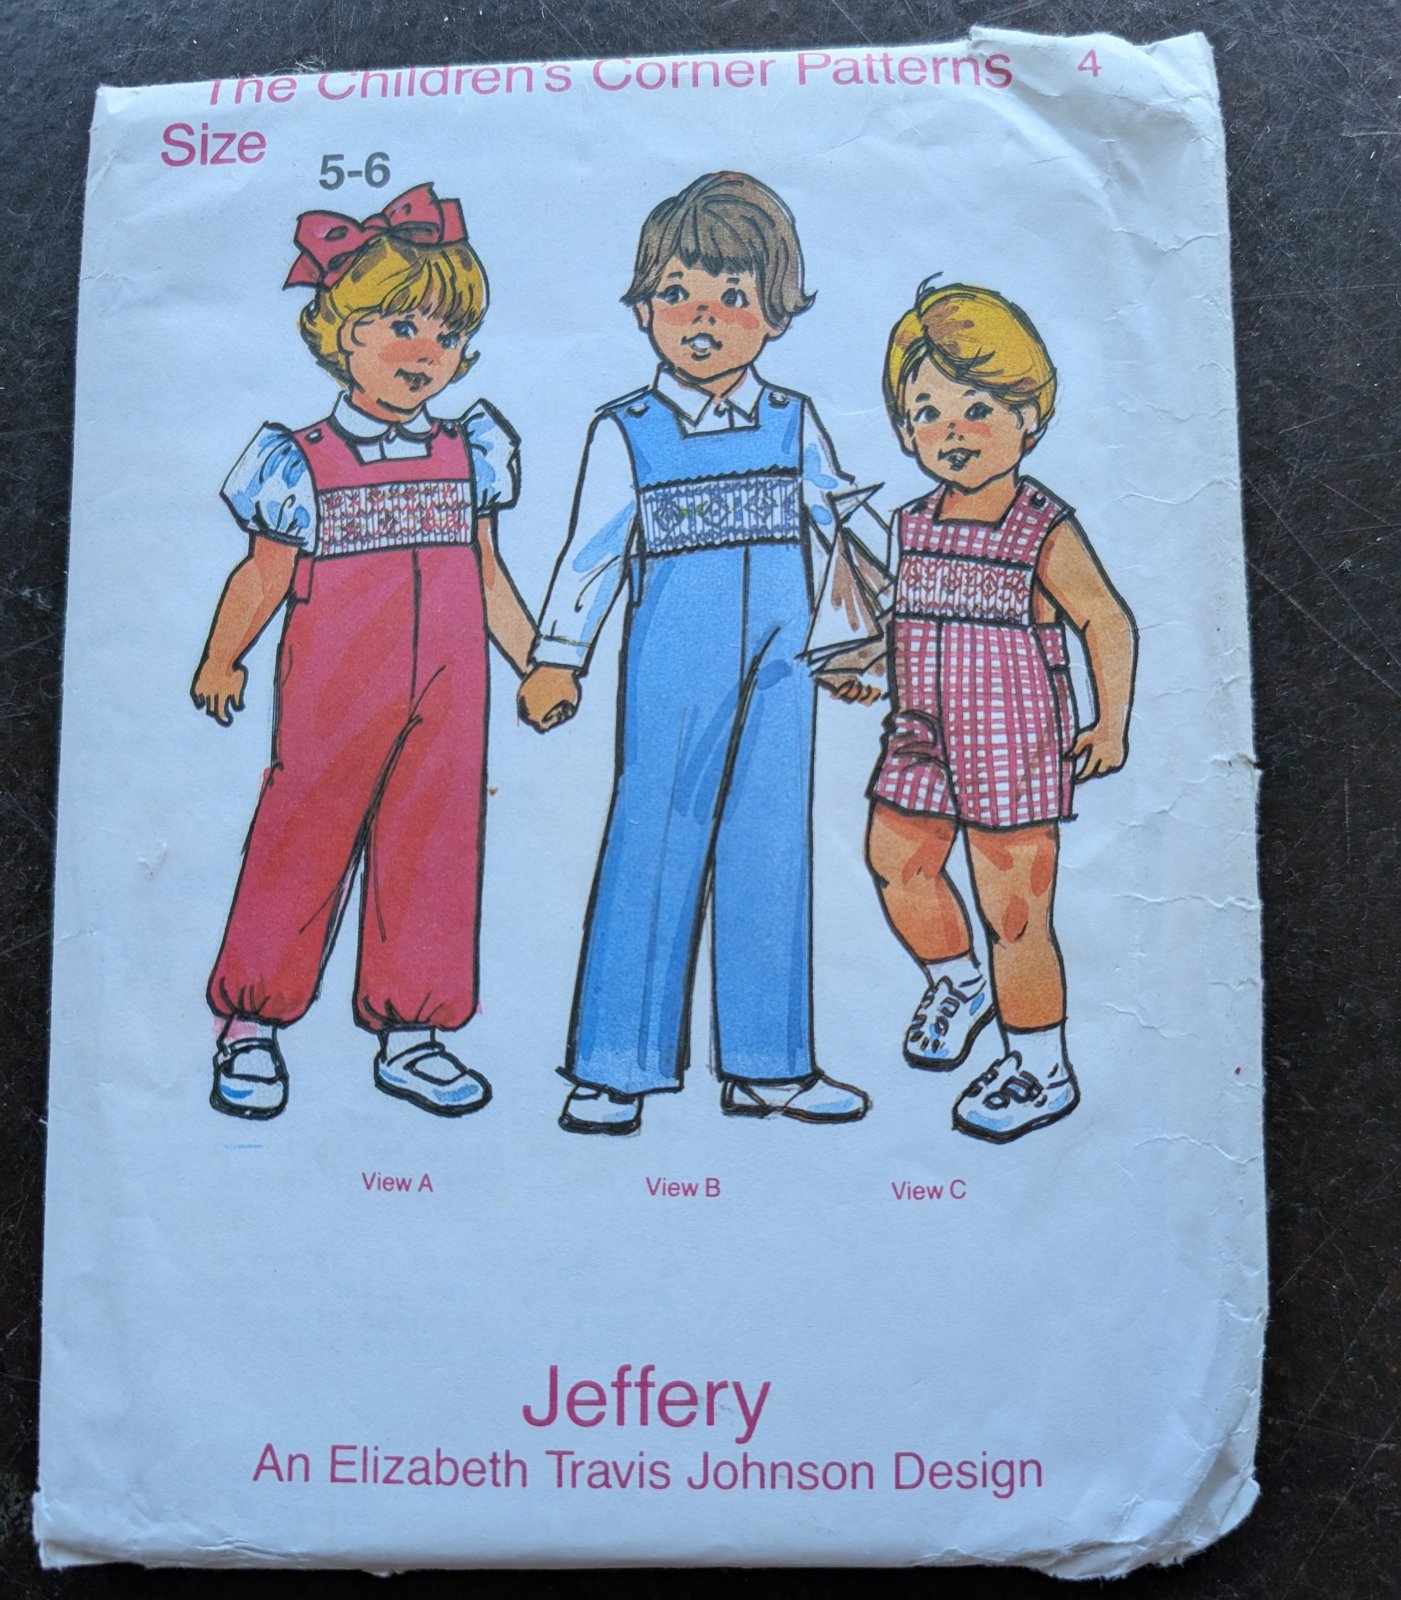 The Children's Corner Patterns 4
Size
5-6
View A
View B
View C
Jeffery
An Elizabeth Travis Johnson Design